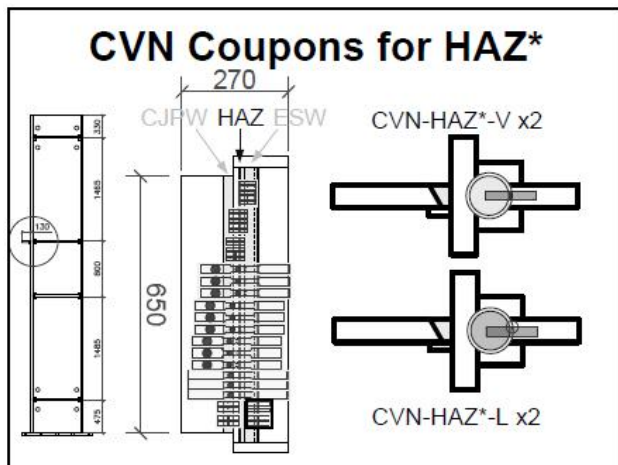 CVN Coupons for HAZ*
270
CJPW HAZ ESW
CVN-HAZ*-V x2
330
1485
130
800
650
1485
475
CVN-HAZ*-L x2